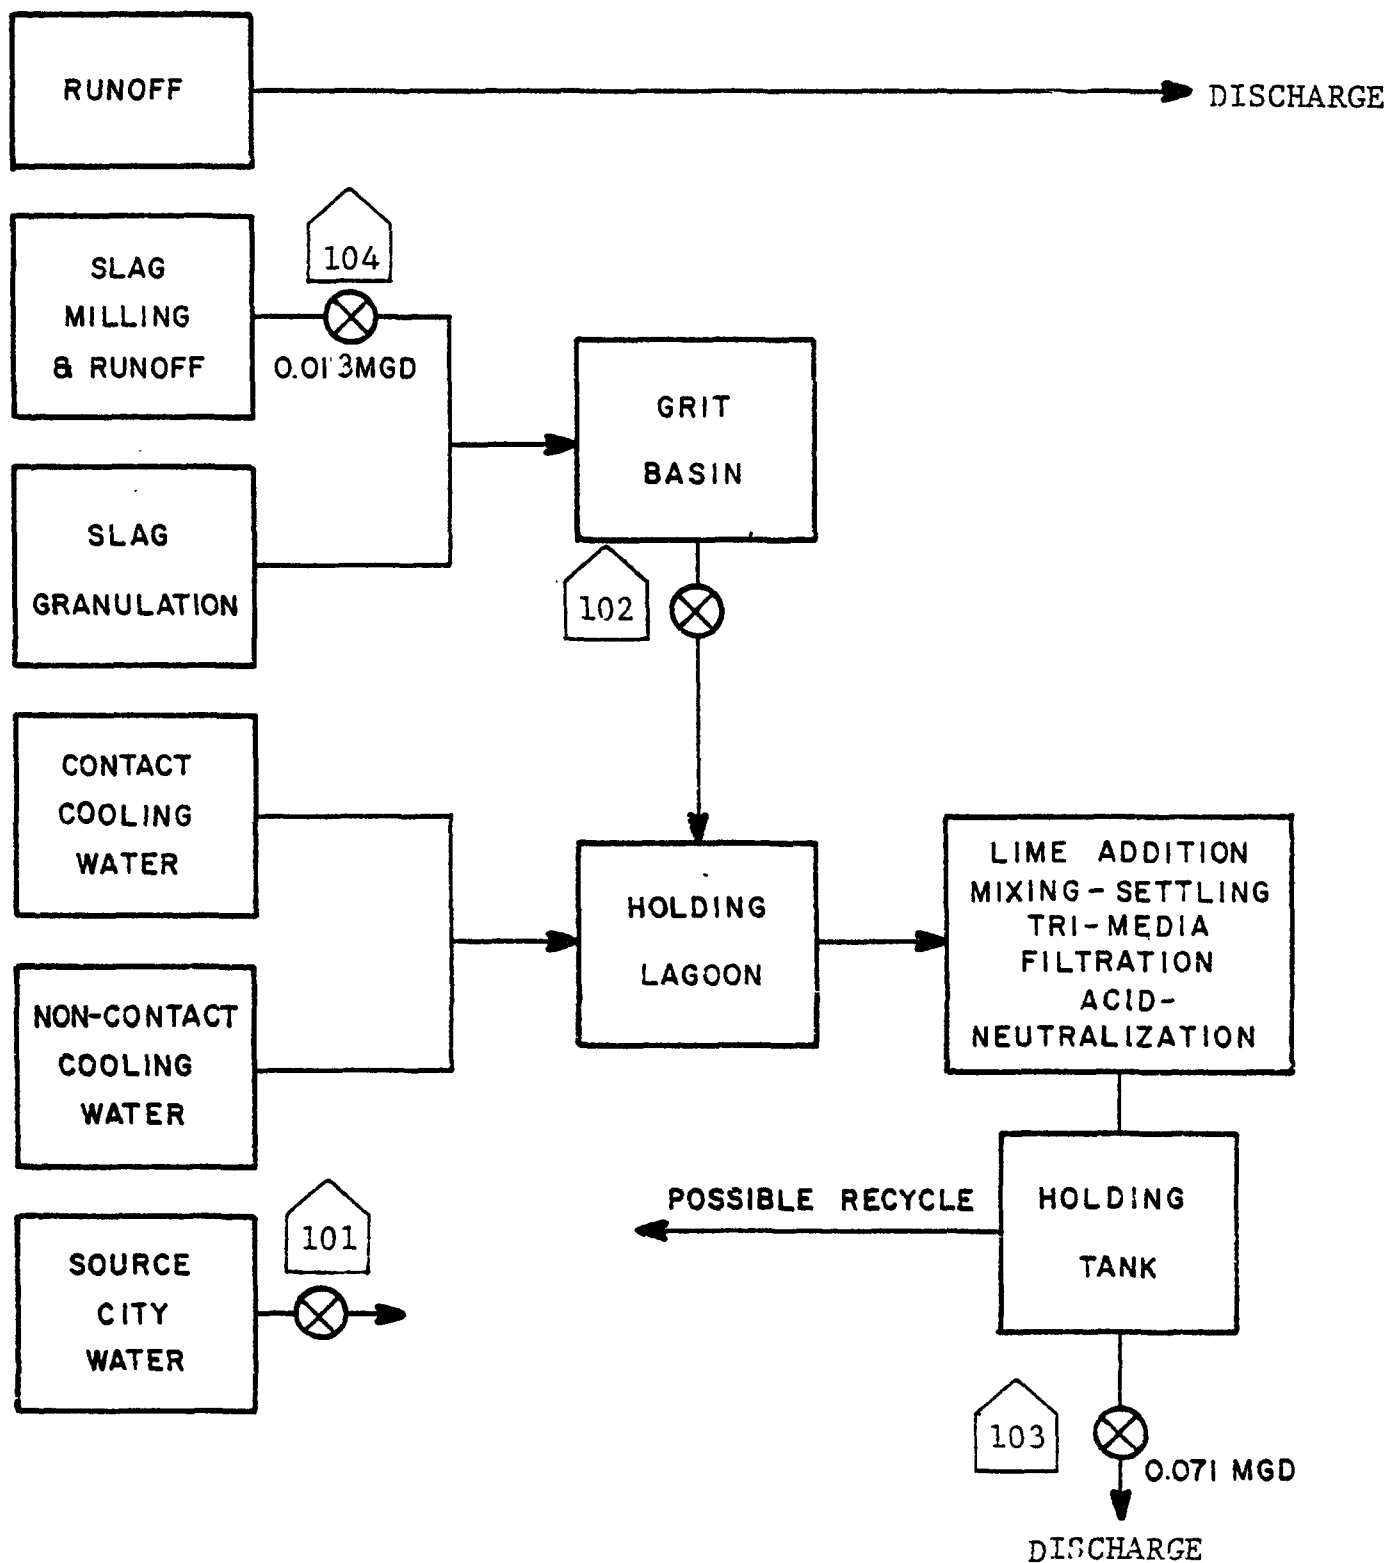 RUNOFF
DISCHARGE
104
SLAG
MILLING
& RUNOFF
0.013MGD
GRIT
BASIN
SLAG
GRANULATION
102
CONTACT
COOLING
WATER
HOLDING
LAGOON
LIME ADDITION
MIXING-SETTLING
TRI-MEDIA
FILTRATION
ACID-
NEUTRALIZATION
NON-CONTACT
COOLING
WATER
POSSIBLE RECYCLE
HOLDING
TANK
101
SOURCE
CITY
WATER
103
0.071 MGD
DISCHARGE